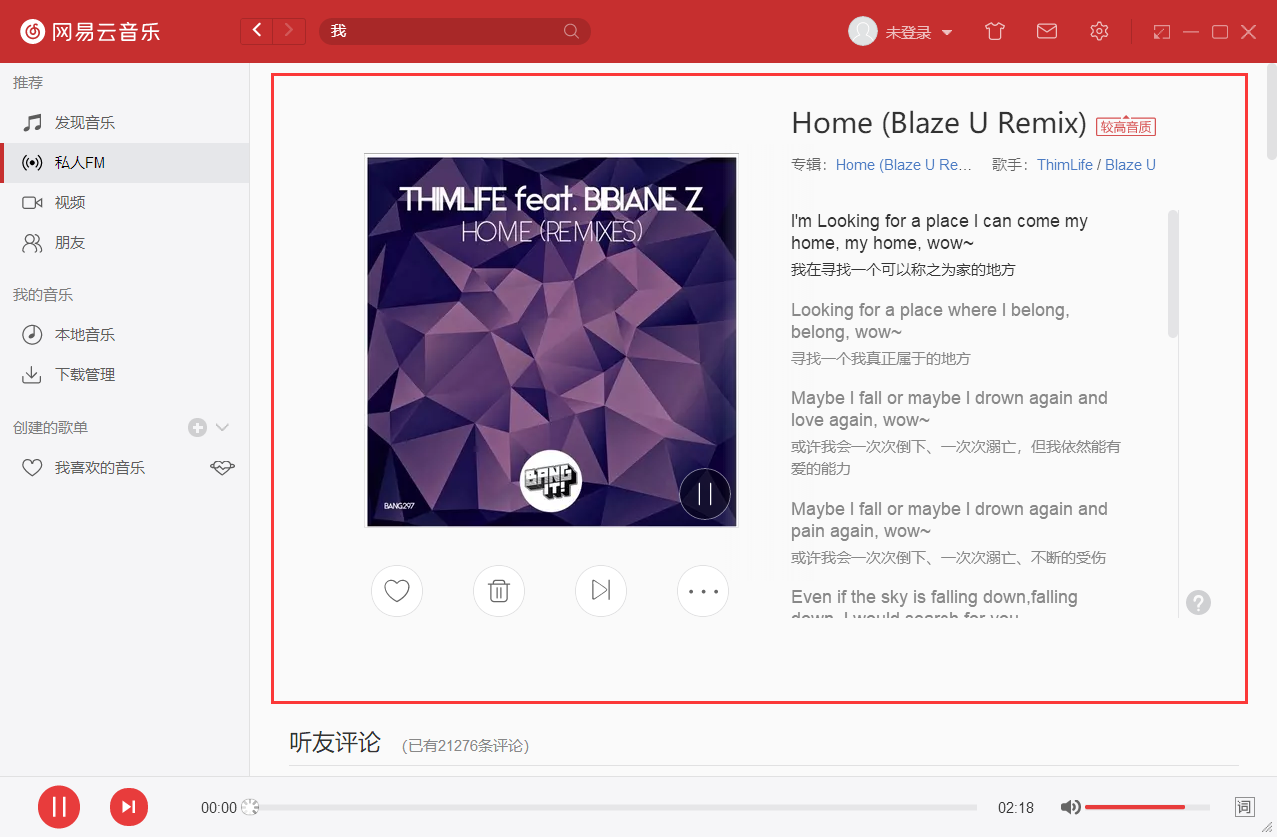 网易云音乐
我
未登录
推荐
发现音乐
私人FM
视频
朋友
我的音乐
本地音乐
下载管理
创建的歌单
我喜欢的音乐
THIMLIFE feat. BIBIANE Z
HOME (REMIXES)
BANG
IT!
BANG297
Home (Blaze U Remix) 较高音质
专辑： Home (Blaze U Re... 歌手： ThimLife / Blaze U
I'm Looking for a place I can come my
home, my home, wow~
我在寻找一个可以称之为家的地方
Looking for a place where I belong,
belong, wow~
寻找一个我真正属于的地方
Maybe I fall or maybe I drown again and
love again, wow~
或许我会一次次倒下、一次次溺亡，但我依然能有
爱的能力
Maybe I fall or maybe I drown again and
pain again, wow~
或许我会一次次倒下、一次次溺亡、不断的受伤
Even if the sky is falling down,falling
down, I would search for you
?
听友评论 (已有21276条评论)
00:00
02:18
词